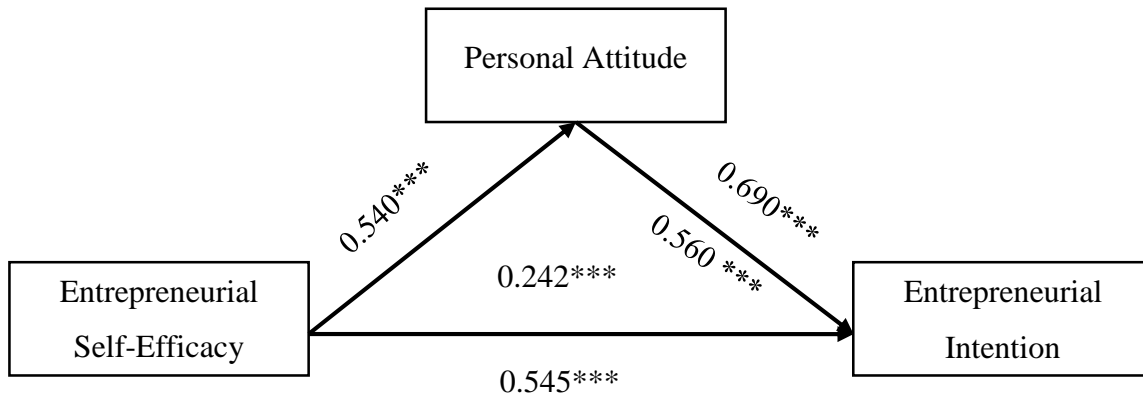 Personal Attitude
0.540***
0.690***
0.560 ***
Entrepreneurial
Self-Efficacy
0.242***
Entrepreneurial
Intention
0.545***